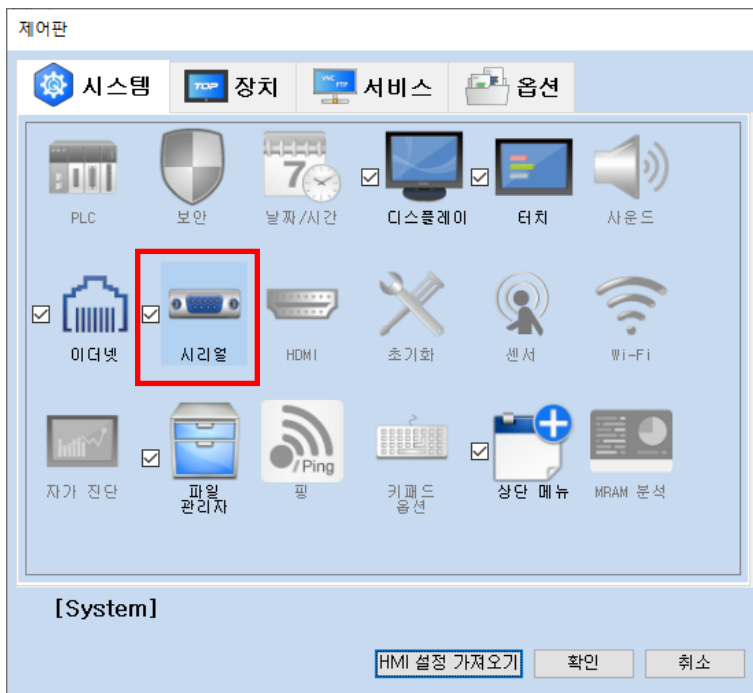 제어판
시스템 TOP 장치 VNC FTP 서비스 옵션
7
PLC 보안 날짜/시간 디스플레이 터치 사운드
이더넷 시리얼 HDMI 초기화 센서 Wi-Fi
/Ping
자가 진단 파일 관리자 핑 키패드 옵션 상단 메뉴 MRAM 분석
[System]
HMI 설정 가져오기 확인 취소